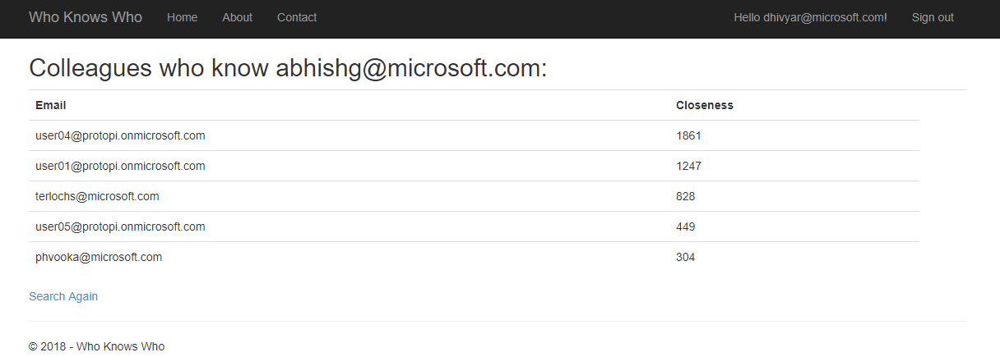 Who Knows Who Home About Contact Hello dhivyar@microsoft.com! Sign out
Colleagues who know abhishg@microsoft.com:
Email Closeness
user04@protopi.onmicrosoft.com 1861
user01@protopi.onmicrosoft.com 1247
terlochs@microsoft.com 828
user05@protopi.onmicrosoft.com 449
phvooka@microsoft.com 304
Search Again
© 2018 - Who Knows Who